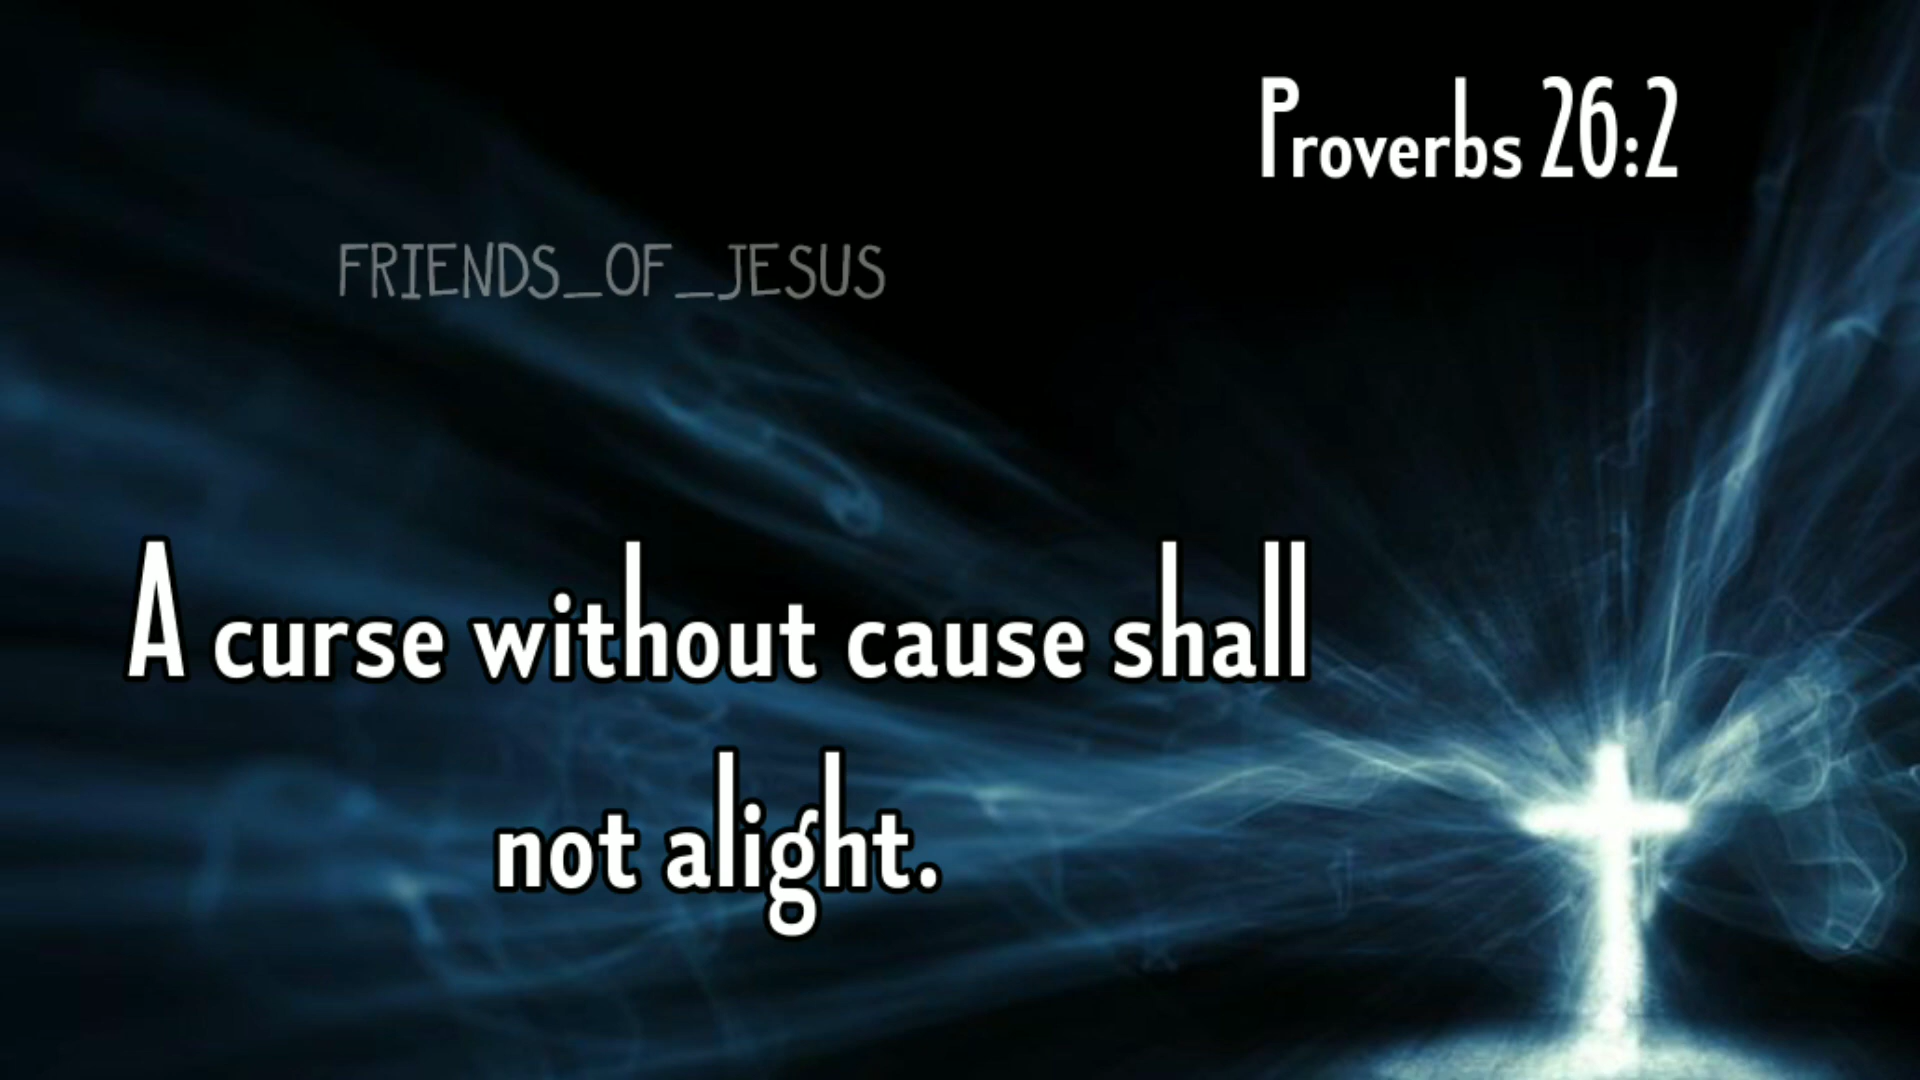 Proverbs 26:2
FRIENDS_OF_JESUS
A curse without cause shall
not alight.